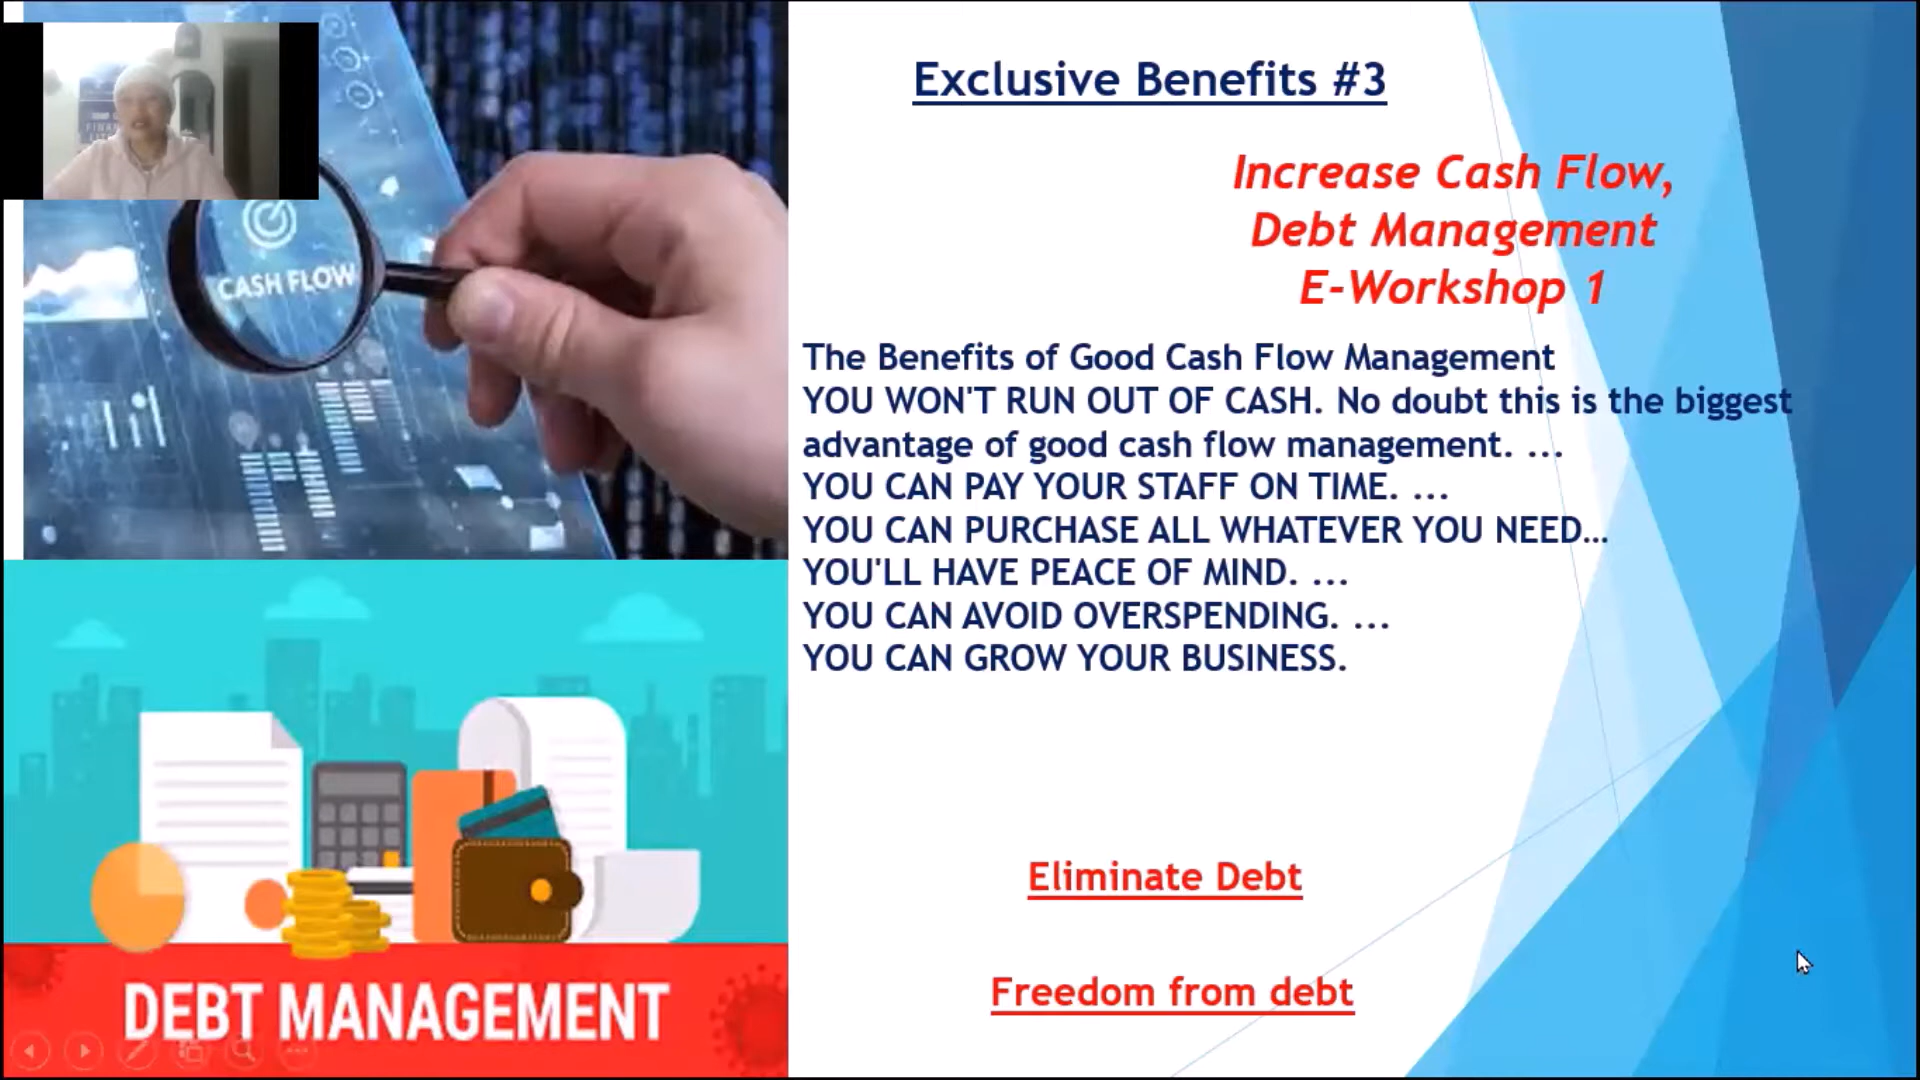 Exclusive Benefits #3
Increase Cash Flow,
Debt Management
E-Workshop 1
The Benefits of Good Cash Flow Management
YOU WON'T RUN OUT OF CASH. No doubt this is the biggest
advantage of good cash flow management. ...
YOU CAN PAY YOUR STAFF ON TIME. ...
YOU CAN PURCHASE ALL WHATEVER YOU NEED...
YOU'LL HAVE PEACE OF MIND. ...
YOU CAN AVOID OVERSPENDING. ...
YOU CAN GROW YOUR BUSINESS.
Eliminate Debt
Freedom from debt
CASH FLOW
DEBT MANAGEMENT